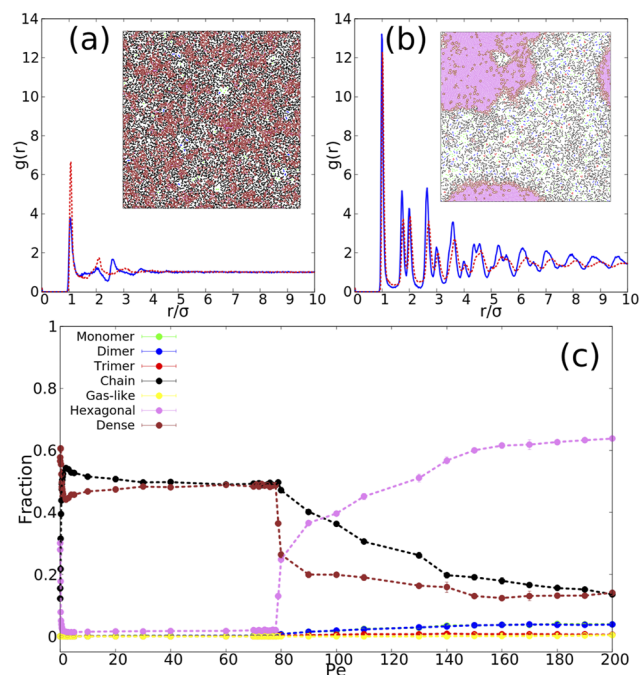 (a)
14
12
10
8
6
4
2
0
g(r)
0 1 2 3 4 5 6 7 8 9 10
r/σ
(b)
14
12
10
8
6
4
2
0
g(r)
0 1 2 3 4 5 6 7 8 9 10
r/σ
(c)
Monomer
Dimer
Trimer
Chain
Gas-like
Hexagonal
Dense
1
0.8
0.6
0.4
0.2
0
Fraction
0 20 40 60 80 100 120 140 160 180 200
Pe